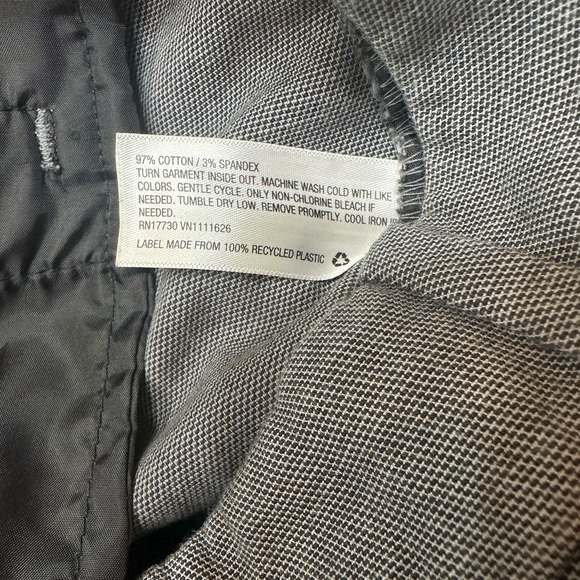 97% COTTON / 3% SPANDEX
TURN GARMENT INSIDE OUT. MACHINE WASH COLD WITH LIKE
COLORS. GENTLE CYCLE. ONLY NON-CHLORINE BLEACH IF
NEEDED. TUMBLE DRY LOW. REMOVE PROMPTLY. COOL IRON
NEEDED.
RN17730 VN1111626
LABEL MADE FROM 100% RECYCLED PLASTIC